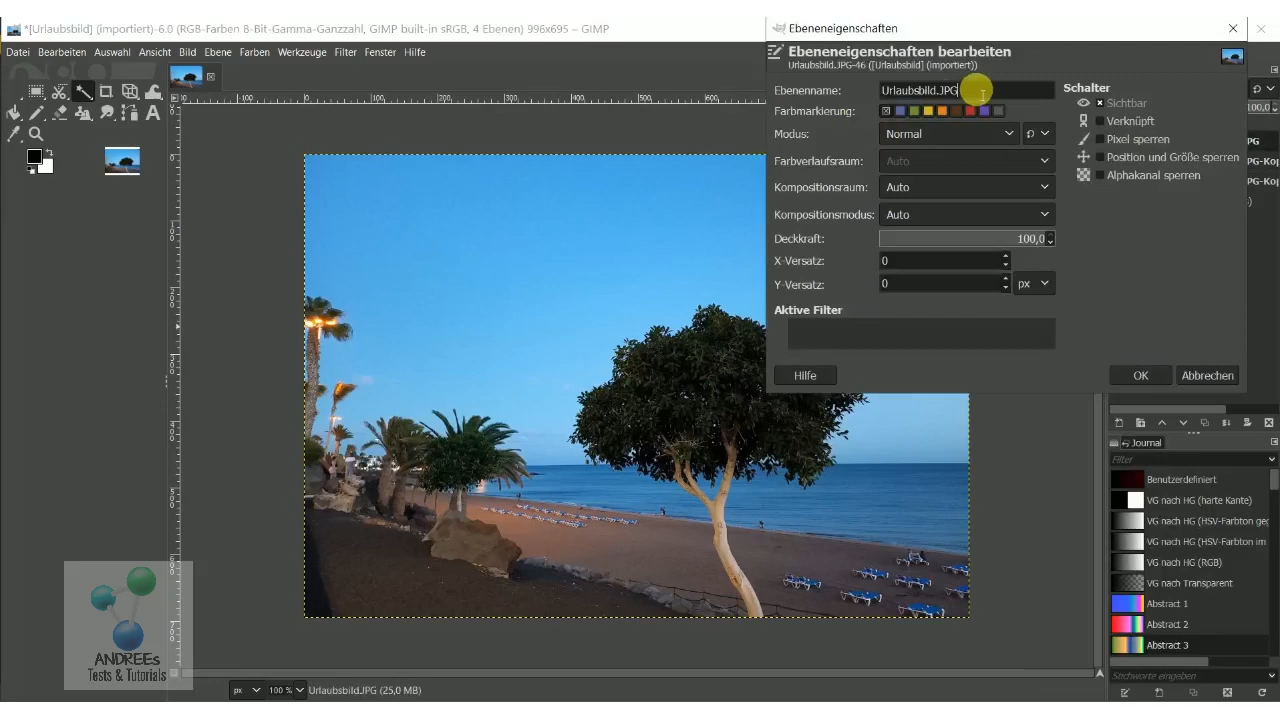 *[Urlaubsbild] (importiert)-6.0 (RGB-Farben 8-Bit-Gamma-Ganzzahl, GIMP built-in sRGB, 4 Ebenen) 996x695 – GIMP
Datei Bearbeiten Auswahl Ansicht Bild Ebene Farben Werkzeuge Filter Fenster Hilfe
Ebeneneigenschaften
Ebeneneigenschaften bearbeiten
Urlaubsbild.JPG-46 ([Urlaubsbild] (importiert))
Ebenenname: Urlaubsbild.JPG
Farbmarkierung:
Modus: Normal
Farbverlaufsraum: Auto
Kompositionsraum: Auto
Kompositionsmodus: Auto
Deckkraft: 100,0
X-Versatz: 0
Y-Versatz: 0 px
Aktive Filter
Schalter
Sichtbar
Verknüpft
Pixel sperren
Position und Größe sperren
Alphakanal sperren
Hilfe OK Abbrechen
100,0
PG
PG-Kop
Journal
Filter
Benutzerdefiniert
VG nach HG (harte Kante)
VG nach HG (HSV-Farbton geg
VG nach HG (HSV-Farbton im
VG nach HG (RGB)
VG nach Transparent
Abstract 1
Abstract 2
Abstract 3
Stichworte eingeben
ANDREEs
Tests & Tutorials
px 100 % Urlaubsbild.JPG (25,0 MB)